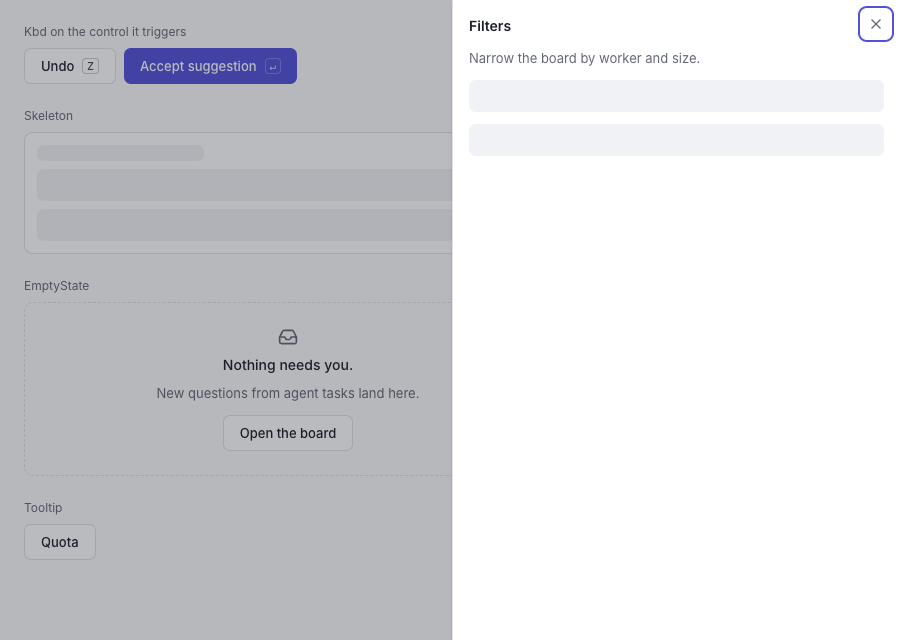 Kbd on the control it triggers
Undo Z
Accept suggestion ↵
Skeleton
EmptyState
Nothing needs you.
New questions from agent tasks land here.
Open the board
Tooltip
Quota
Filters
Narrow the board by worker and size.